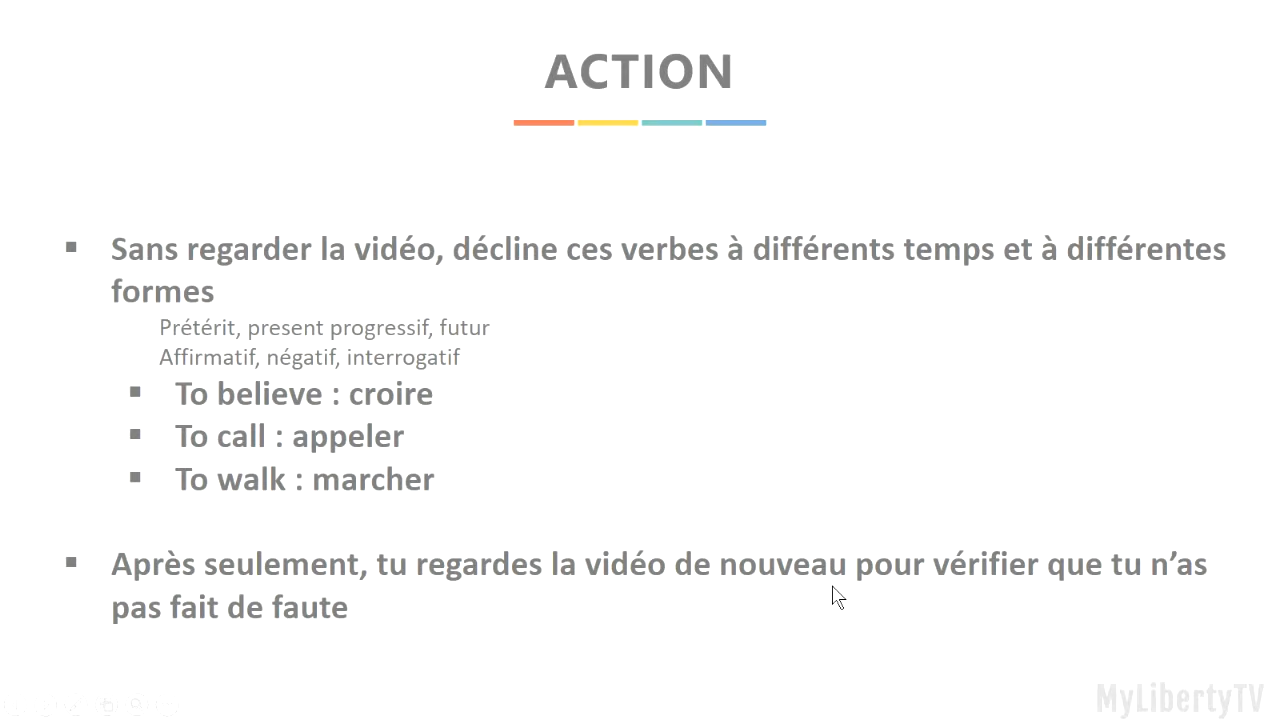 ACTION
▪ Sans regarder la vidéo, décline ces verbes à différents temps et à différentes
formes
Prétérit, present progressif, futur
Affirmatif, négatif, interrogatif
▪ To believe : croire
▪ To call : appeler
▪ To walk : marcher
▪ Après seulement, tu regardes la vidéo de nouveau pour vérifier que tu n’as
pas fait de faute
MyLibertyTV